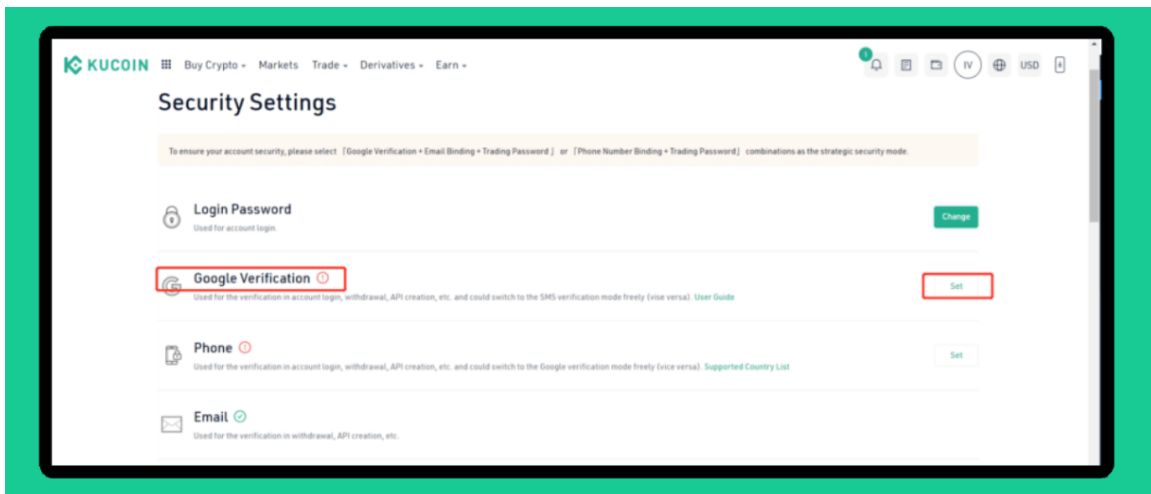 KUCOIN Buy Crypto Markets Trade Derivatives Earn IV USD
Security Settings
To ensure your account security, please select 「Google Verification + Email Binding + Trading Password」 or 「Phone Number Binding + Trading Password」 combinations as the strategic security mode.
Login Password
Used for account login.
Change
Google Verification
Used for the verification in account login, withdrawal, API creation, etc. and could switch to the SMS verification mode freely (vise versa). User Guide
Set
Phone
Used for the verification in account login, withdrawal, API creation, etc. and could switch to the Google verification mode freely (vice versa). Supported Country List
Set
Email
Used for the verification in withdrawal, API creation, etc.